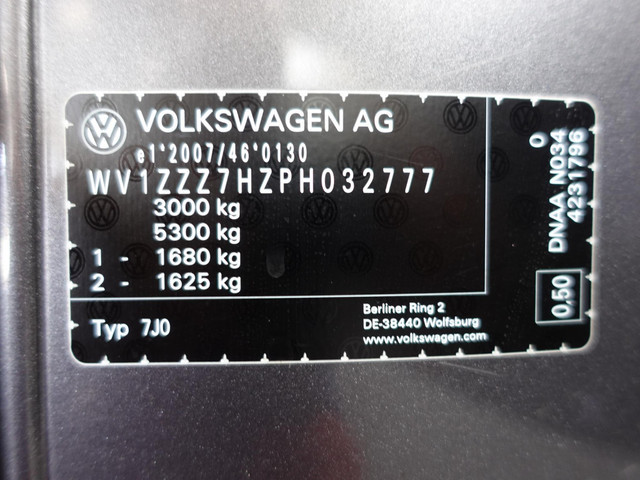 VOLKSWAGEN AG
e1*2007/46*0130
WV1ZZZ7HZPH032777
3000 kg
5300 kg
1 - 1680 kg
2 - 1625 kg
Typ 7J0
Berliner Ring 2
DE-38440 Wolfsburg
www.volkswagen.com
0
DNAA N034
4231796
0,50